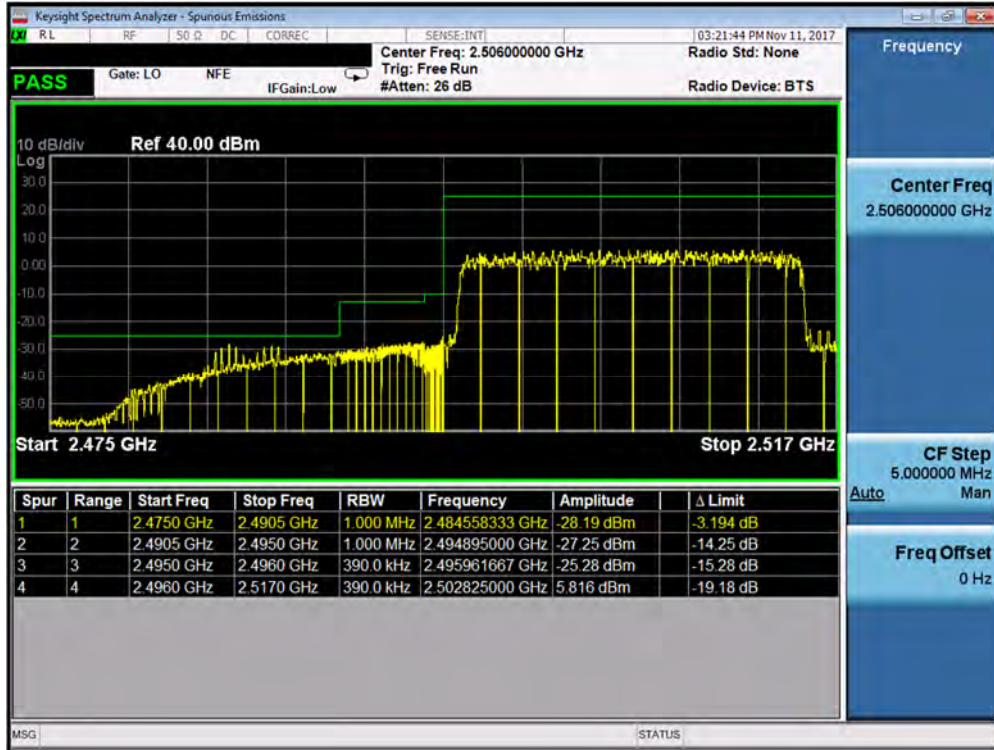 Keysight Spectrum Analyzer - Spurious Emissions
LXI RL RF 50 Ω DC CORREC SENSE:INT 03:21:44 PM Nov 11, 2017
Center Freq: 2.506000000 GHz Radio Std: None
PASS Gate: LO NFE Trig: Free Run
IFGain:Low #Atten: 26 dB Radio Device: BTS
10 dB/div Ref 40.00 dBm
Log
30.0
20.0
10.0
0.00
-10.0
-20.0
-30.0
-40.0
-50.0
Start 2.475 GHz Stop 2.517 GHz
Spur Range Start Freq Stop Freq RBW Frequency Amplitude Δ Limit
1 1 2.4750 GHz 2.4905 GHz 1.000 MHz 2.484558333 GHz -28.19 dBm -3.194 dB
2 2 2.4905 GHz 2.4950 GHz 1.000 MHz 2.494895000 GHz -27.25 dBm -14.25 dB
3 3 2.4950 GHz 2.4960 GHz 390.0 kHz 2.495961667 GHz -25.28 dBm -15.28 dB
4 4 2.4960 GHz 2.5170 GHz 390.0 kHz 2.502825000 GHz 5.816 dBm -19.18 dB
Frequency
Center Freq
2.506000000 GHz
CF Step
5.000000 MHz
Auto Man
Freq Offset
0 Hz
MSG STATUS